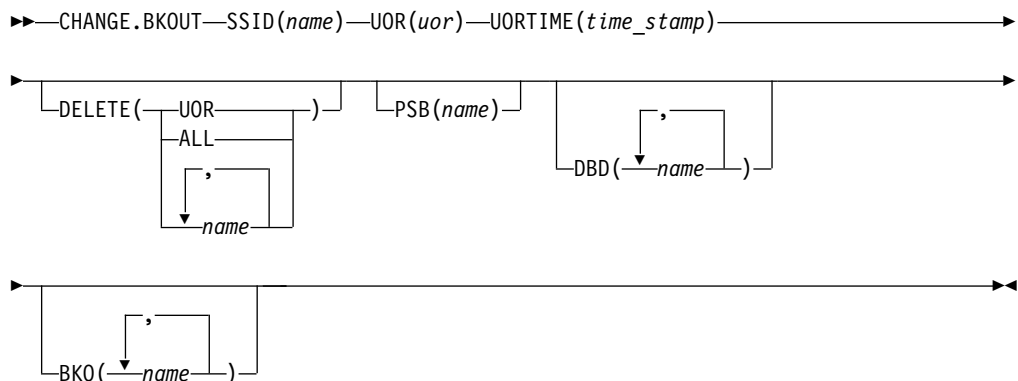 CHANGE.BKOUT SSID(name) UOR(uor) UORTIME(time_stamp)
DELETE( UOR ) PSB(name) ,
ALL DBD( name )
,
name
,
BKO( name )